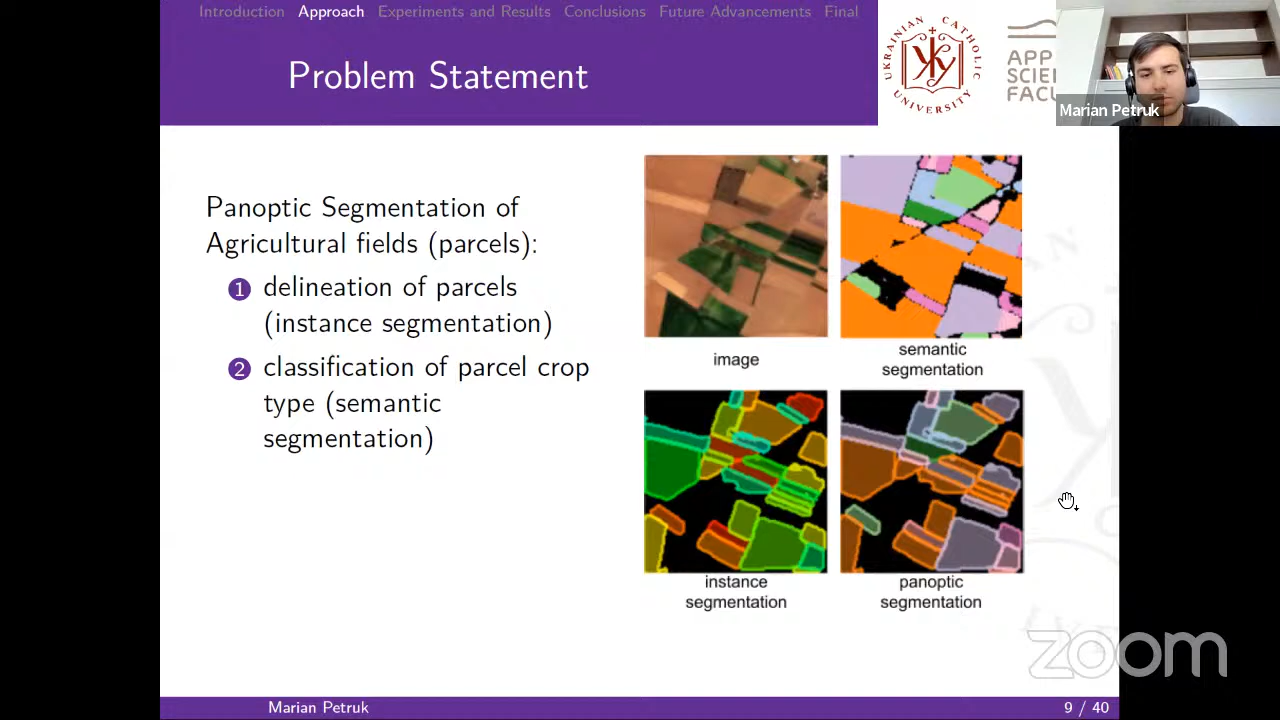 Introduction Approach Experiments and Results Conclusions Future Advancements Final
Problem Statement
UKRAINIAN CATHOLIC UNIVERSITY
APP
SCIE
FACU
Marian Petruk
Panoptic Segmentation of
Agricultural fields (parcels):
1 delineation of parcels
(instance segmentation)
2 classification of parcel crop
type (semantic
segmentation)
image
semantic
segmentation
instance
segmentation
panoptic
segmentation
zoom
Marian Petruk
9 / 40